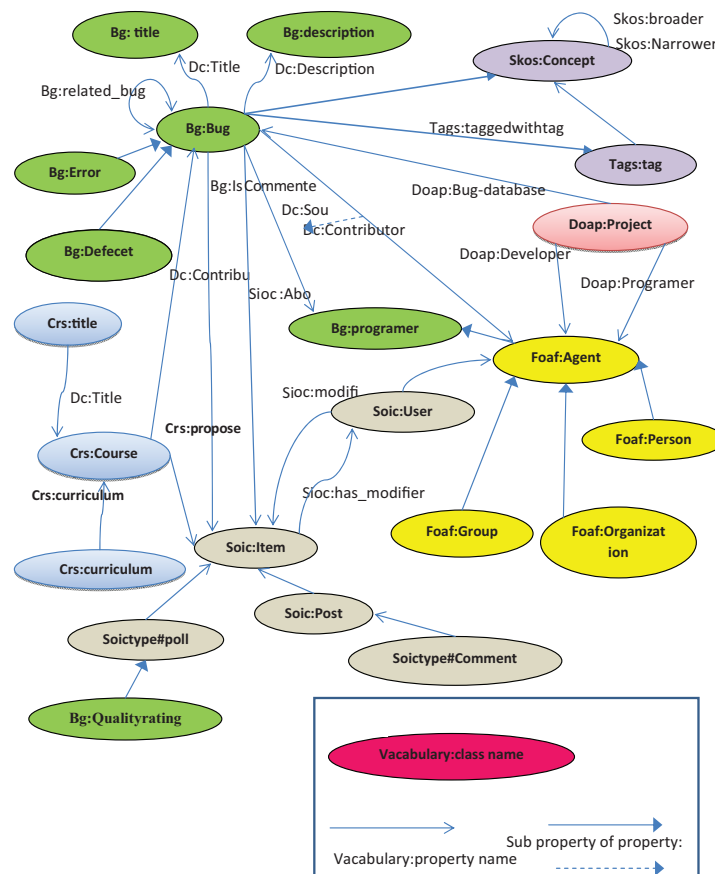 Bg: title
Bg:description
Skos:broader
Skos:Narrower
Dc:Title
Dc:Description
Skos:Concept
Bg:related_bug
Bg:Bug
Tags:taggedwithtag
Tags:tag
Bg:Error
Bg:IsCommente
Doap:Bug-database
Dc:Sou
Dc:Contributor
Doap:Project
Bg:Defecet
Doap:Developer
Dc:Contribu
Sioc:Abo
Doap:Programer
Crs:title
Bg:programer
Foaf:Agent
Dc:Title
Sioc:modifi
Soic:User
Crs:propose
Foaf:Person
Crs:Course
Crs:curriculum
Sioc:has_modifier
Foaf:Group
Foaf:Organizat
ion
Soic:Item
Crs:curriculum
Soic:Post
Soictype#poll
Soictype#Comment
Bg:Qualityrating
Vacabulary:class name
Sub property of property:
Vacabulary:property name